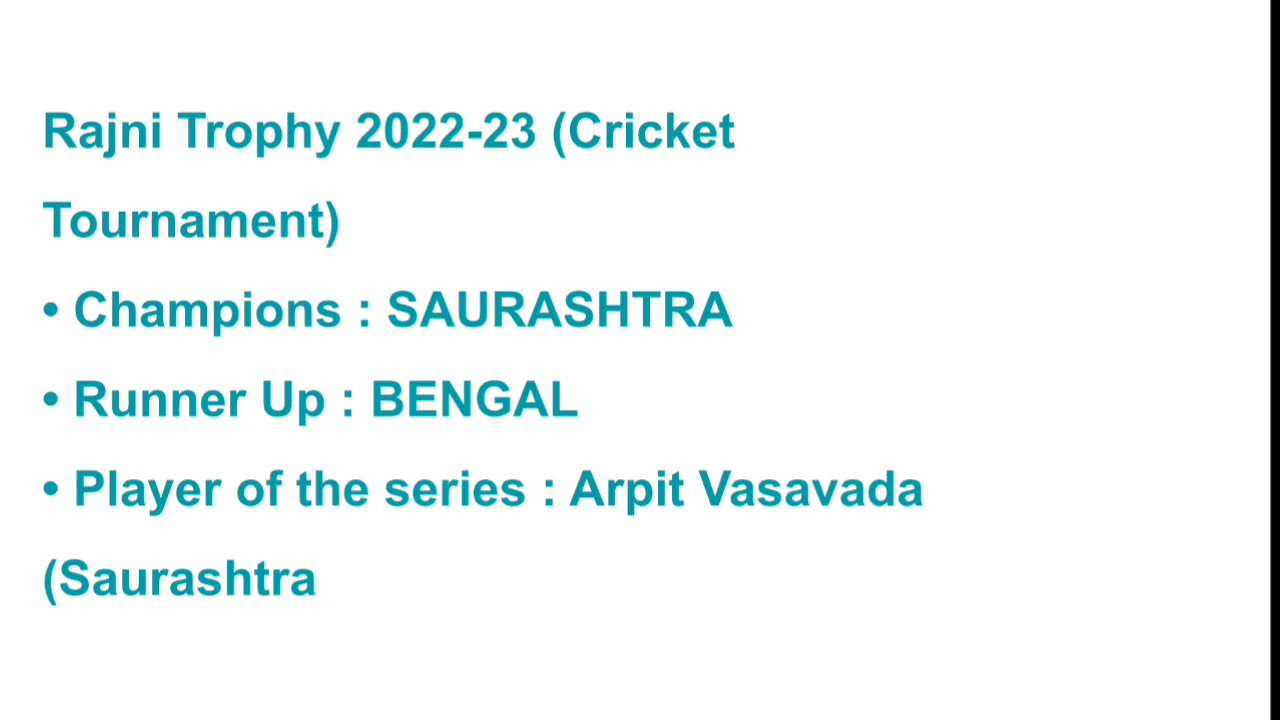 Rajni Trophy 2022-23 (Cricket
Tournament)
• Champions : SAURASHTRA
• Runner Up : BENGAL
• Player of the series : Arpit Vasavada
(Saurashtra